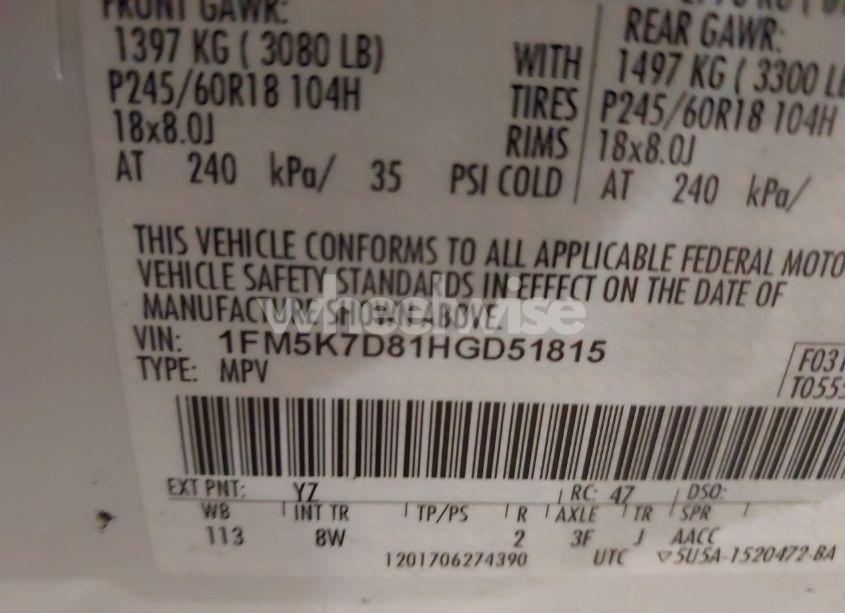 FRONT GAWR:
1397 KG ( 3080 LB) WITH
P245/60R18 104H TIRES
18x8.0J RIMS
AT 240 kPa/ 35 PSI COLD
REAR GAWR:
1497 KG ( 3300 LB
P245/60R18 104H
18x8.0J
AT 240 kPa/
THIS VEHICLE CONFORMS TO ALL APPLICABLE FEDERAL MOTO
VEHICLE SAFETY STANDARDS IN EFFECT ON THE DATE OF
MANUFACTURE SHOWN ABOVE.
wheelwise
VIN: 1FM5K7D81HGD51815
TYPE: MPV
F031
T0555
EXT PNT: YZ RC: 47 DSO:
WB INT TR TP/PS R AXLE TR SPR
113 8W 2 3F J AACC
1201706274390 UTC ▽5U5A-1520472-BA